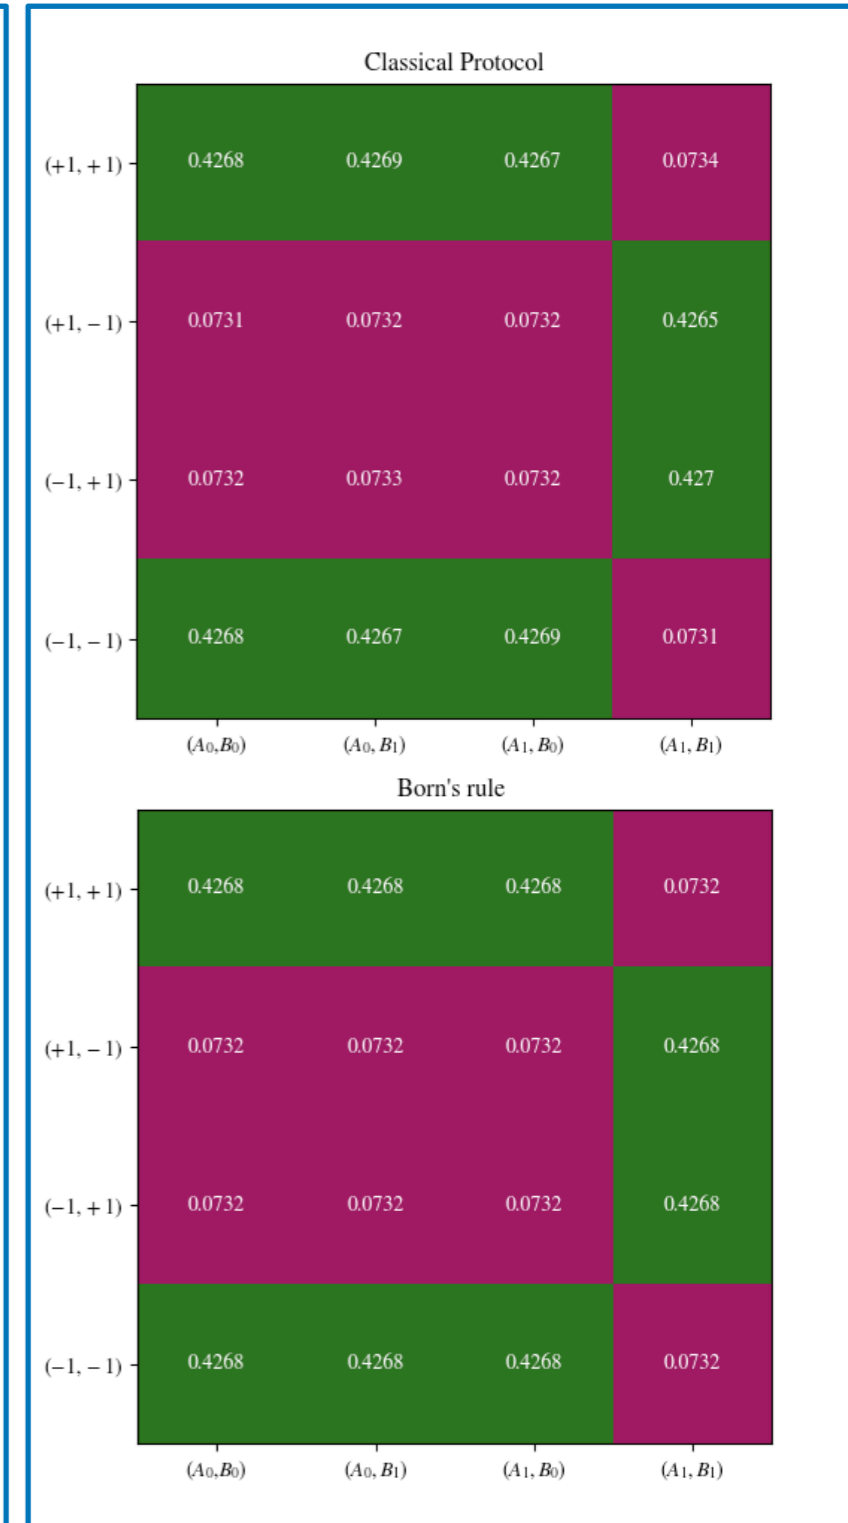 Classical Protocol
(+1, +1) 0.4268 0.4269 0.4267 0.0734
(+1, −1) 0.0731 0.0732 0.0732 0.4265
(−1, +1) 0.0732 0.0733 0.0732 0.427
(−1, −1) 0.4268 0.4267 0.4269 0.0731
(A₀,B₀) (A₀, B₁) (A₁, B₀) (A₁, B₁)
Born's rule
(+1, +1) 0.4268 0.4268 0.4268 0.0732
(+1, −1) 0.0732 0.0732 0.0732 0.4268
(−1, +1) 0.0732 0.0732 0.0732 0.4268
(−1, −1) 0.4268 0.4268 0.4268 0.0732
(A₀,B₀) (A₀, B₁) (A₁, B₀) (A₁, B₁)